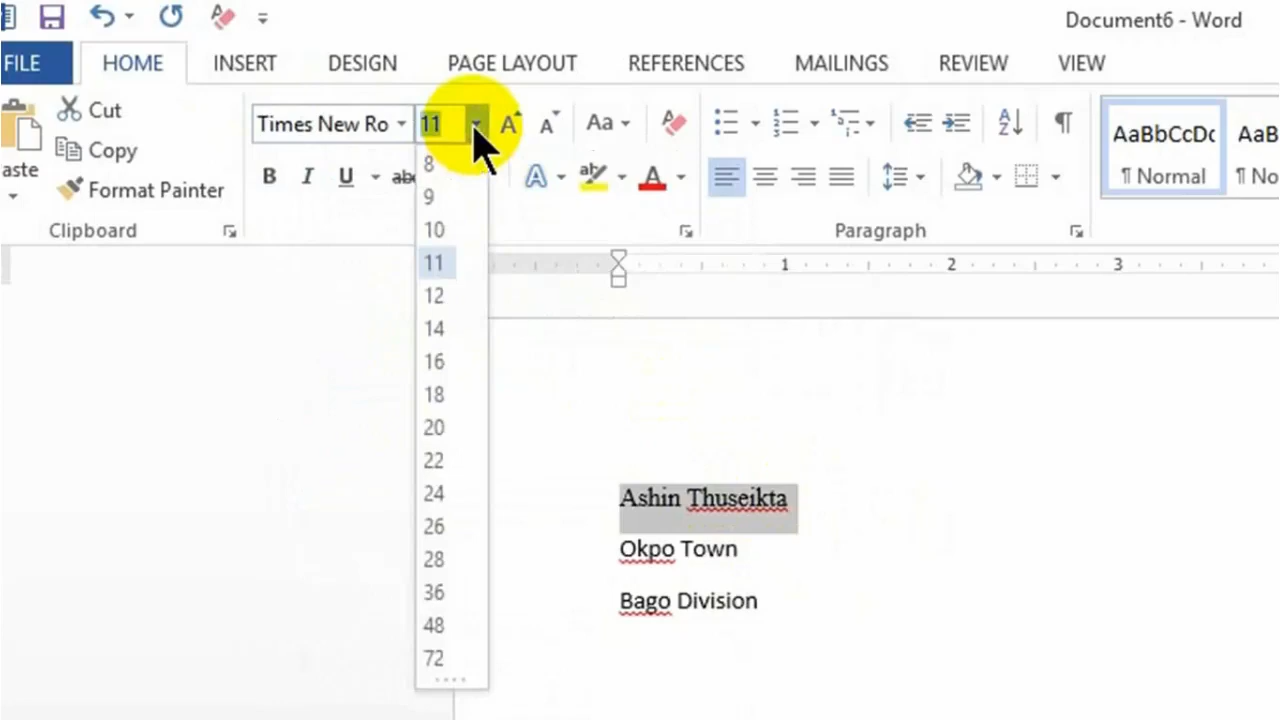 Document6 - Word
FILE HOME INSERT DESIGN PAGE LAYOUT REFERENCES MAILINGS REVIEW VIEW
Cut
Copy
aste
Format Painter
Clipboard
Times New Ro 11
A A Aa
B I U abc A ab A
A Z ¶
Paragraph
AaBbCcDc AaB
¶ Normal ¶ No
8
9
10
11
12
14
16
18
20
22
24
26
28
36
48
72
1 2 3
Ashin Thuseikta
Okpo Town
Bago Division